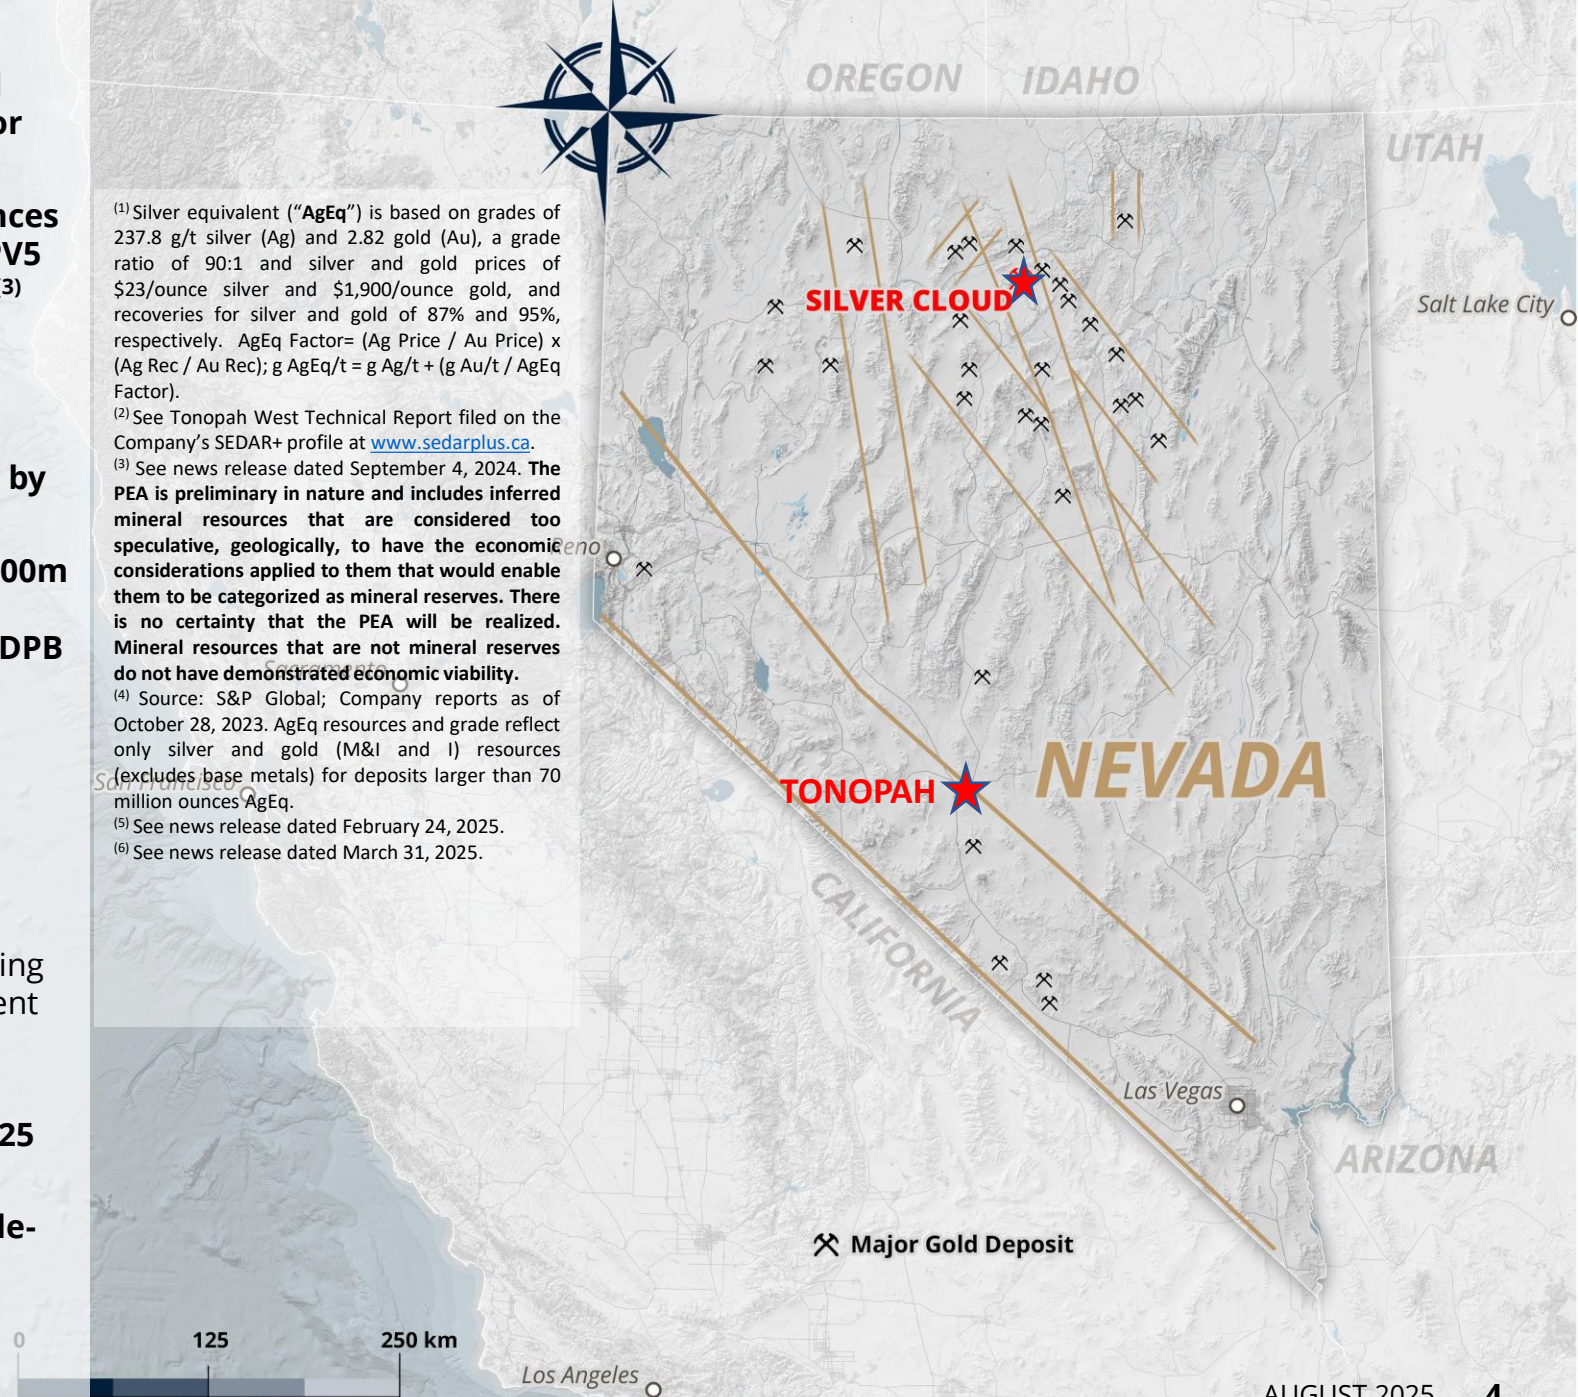 or
nces
PV5
(3)
by
00m
DPB
ing
ent
25
le-
(1) Silver equivalent (“AgEq”) is based on grades of
237.8 g/t silver (Ag) and 2.82 gold (Au), a grade
ratio of 90:1 and silver and gold prices of
$23/ounce silver and $1,900/ounce gold, and
recoveries for silver and gold of 87% and 95%,
respectively. AgEq Factor= (Ag Price / Au Price) x
(Ag Rec / Au Rec); g AgEq/t = g Ag/t + (g Au/t / AgEq
Factor).
(2) See Tonopah West Technical Report filed on the
Company’s SEDAR+ profile at www.sedarplus.ca.
(3) See news release dated September 4, 2024. The
PEA is preliminary in nature and includes inferred
mineral resources that are considered too
speculative, geologically, to have the economic
considerations applied to them that would enable
them to be categorized as mineral reserves. There
is no certainty that the PEA will be realized.
Mineral resources that are not mineral reserves
do not have demonstrated economic viability.
(4) Source: S&P Global; Company reports as of
October 28, 2023. AgEq resources and grade reflect
only silver and gold (M&I and I) resources
(excludes base metals) for deposits larger than 70
million ounces AgEq.
(5) See news release dated February 24, 2025.
(6) See news release dated March 31, 2025.
OREGON
IDAHO
UTAH
Salt Lake City
SILVER CLOUD
Reno
Sacramento
San Francisco
NEVADA
TONOPAH
CALIFORNIA
Las Vegas
ARIZONA
Major Gold Deposit
0 125 250 km
Los Angeles
AUGUST 2025 4